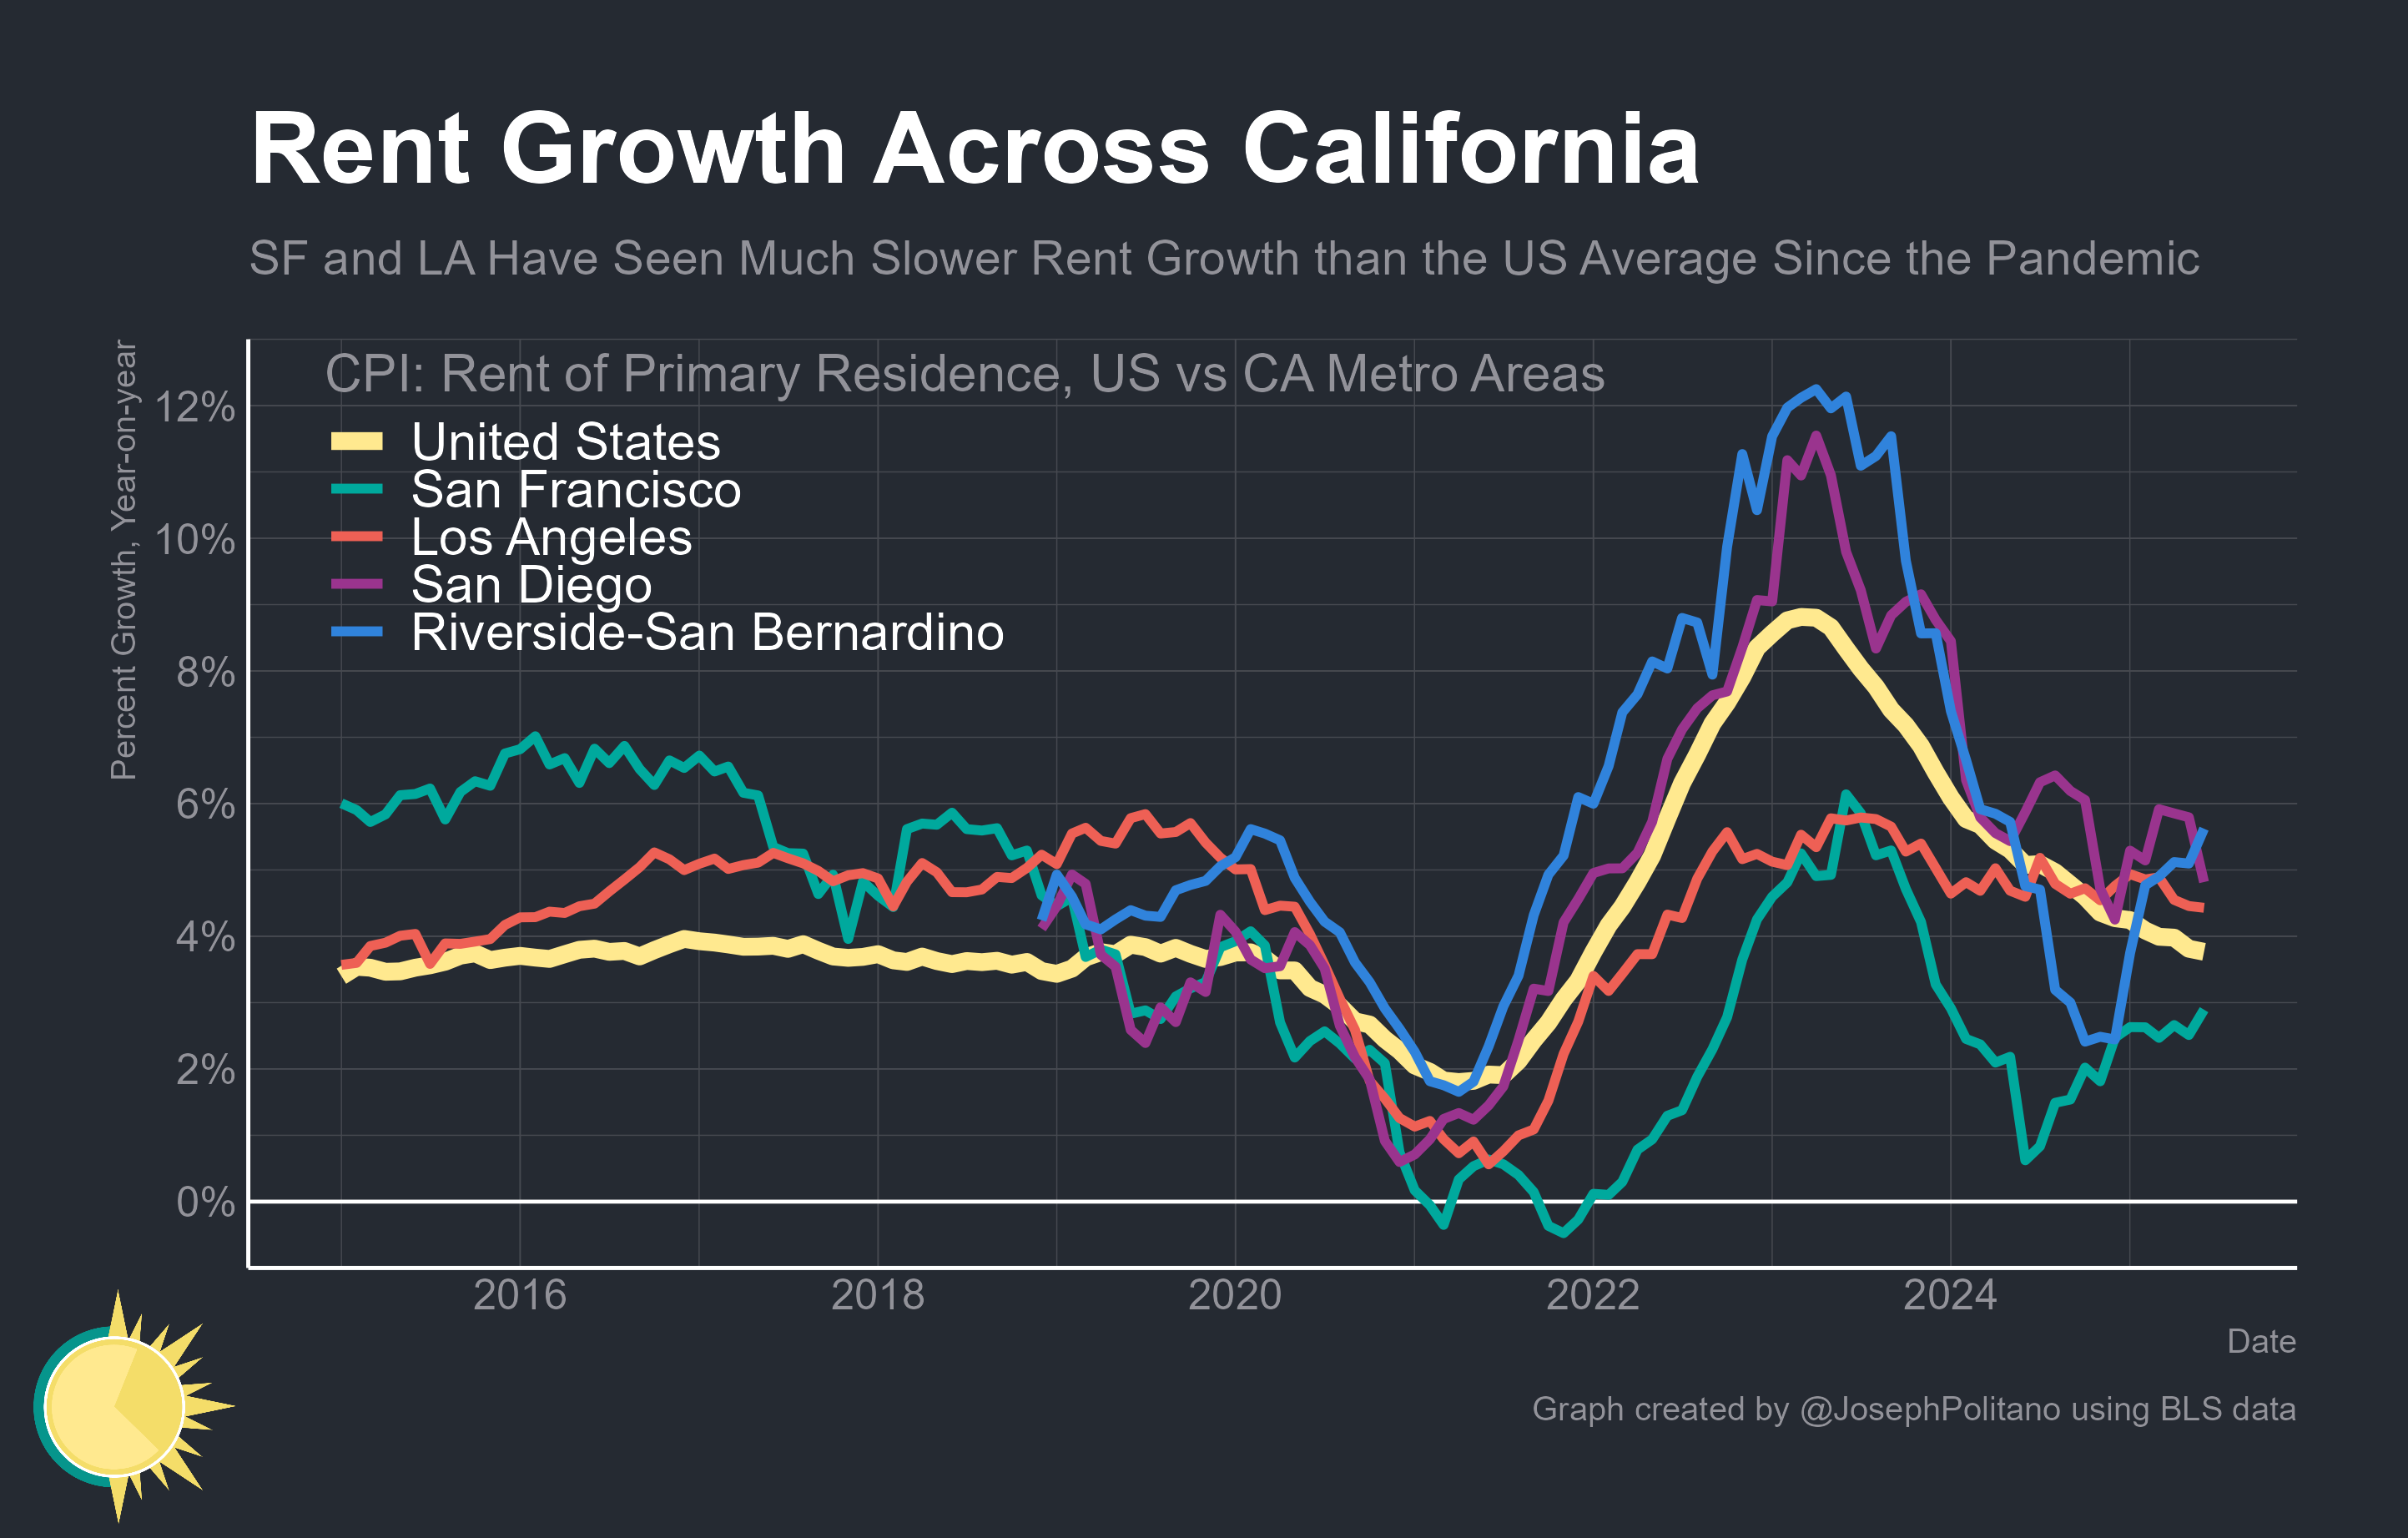 Rent Growth Across California
SF and LA Have Seen Much Slower Rent Growth than the US Average Since the Pandemic
Percent Growth, Year-on-year
CPI: Rent of Primary Residence, US vs CA Metro Areas
United States
San Francisco
Los Angeles
San Diego
Riverside-San Bernardino
12%
10%
8%
6%
4%
2%
0%
2016 2018 2020 2022 2024
Date
Graph created by @JosephPolitano using BLS data